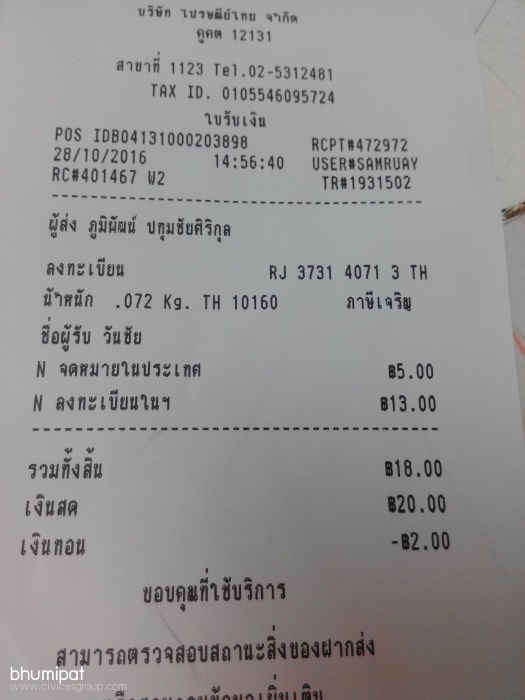 บริษัท ไปรษณีย์ไทย จำกัด
คูคต 12131
สาขาที่ 1123 Tel.02-5312481
TAX ID. 0105546095724
ใบรับเงิน
POS IDB04131000203898 RCPT#472972
28/10/2016 14:56:40 USER#SAMRUAY
RC#401467 W2 TR#1931502
ผู้ส่ง ภูมิพัฒน์ ปทุมชัยศิริกุล
ลงทะเบียน RJ 3731 4071 3 TH
น้ำหนัก .072 Kg. TH 10160 ภาษีเจริญ
ชื่อผู้รับ วันชัย
N จดหมายในประเทศ ฿5.00
N ลงทะเบียนในฯ ฿13.00
รวมทั้งสิ้น ฿18.00
เงินสด ฿20.00
เงินทอน -฿2.00
ขอบคุณที่ใช้บริการ
สามารถตรวจสอบสถานะสิ่งของฝากส่ง
bhumipat
www.civicesgroup.com